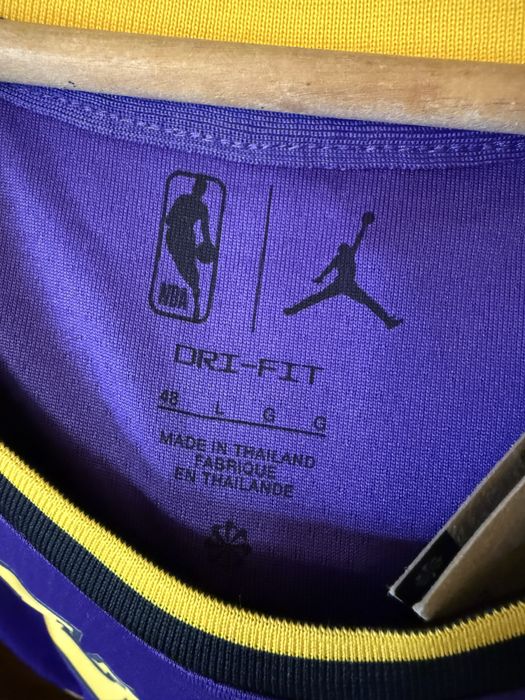 NBA
DRI-FIT
48 L G G
MADE IN THAILAND
FABRIQUE
EN THAILANDE